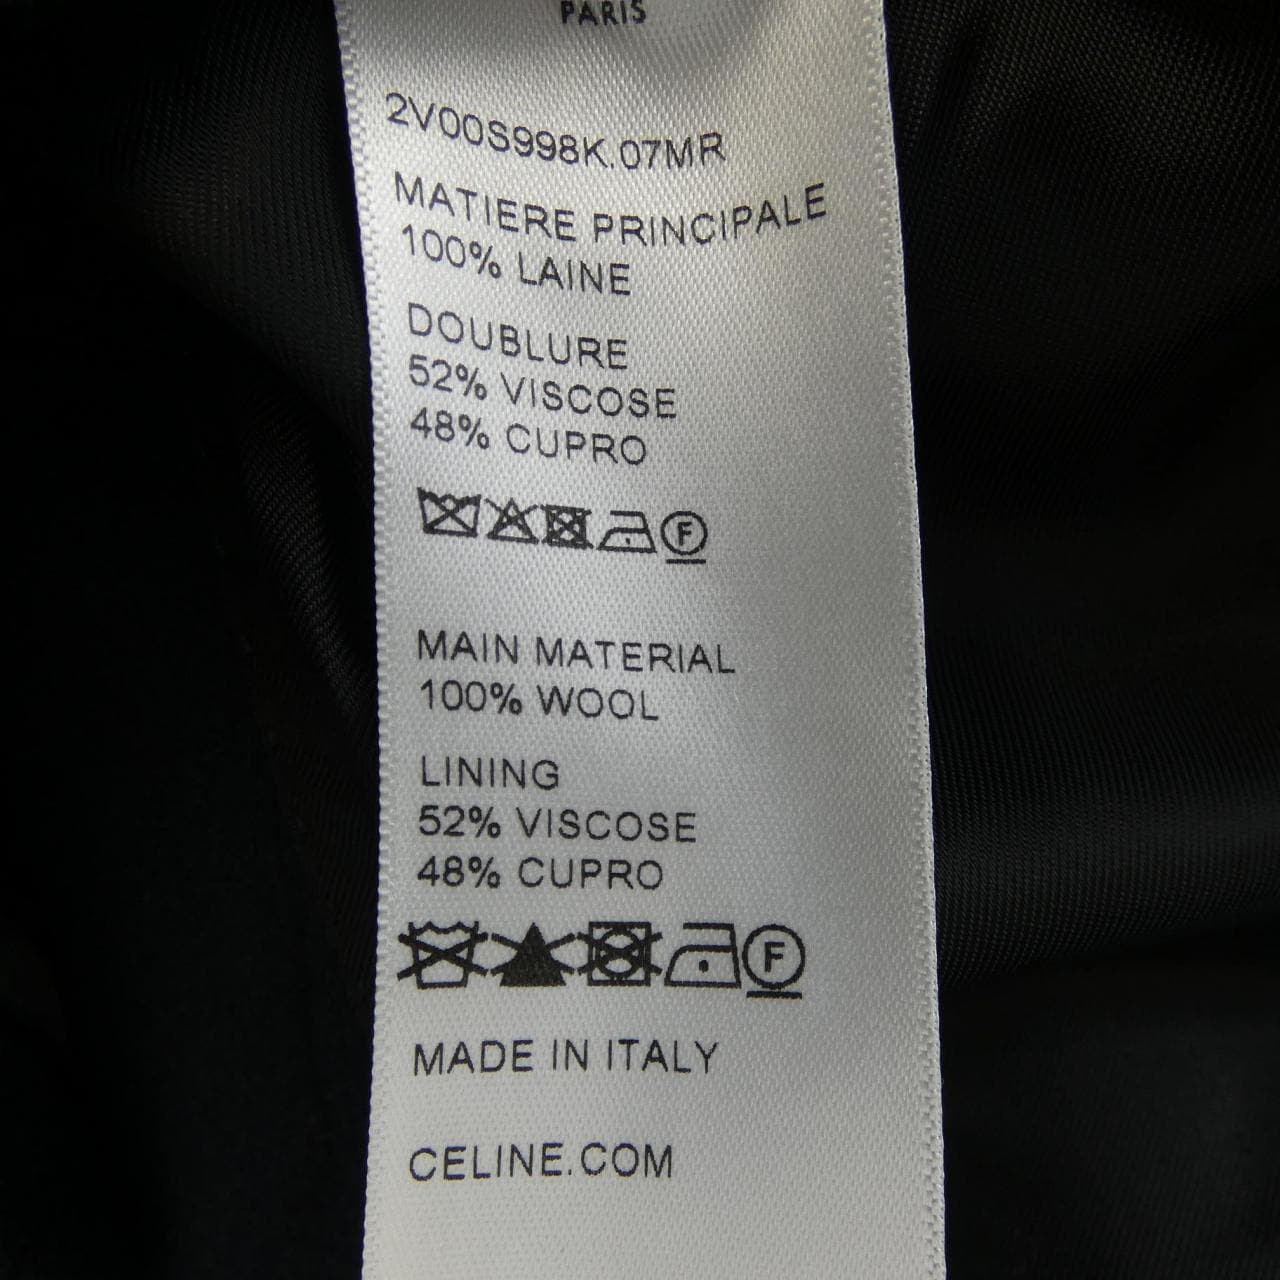 PARIS
2V00S998K.07MR
MATIERE PRINCIPALE
100% LAINE
DOUBLURE
52% VISCOSE
48% CUPRO
F
MAIN MATERIAL
100% WOOL
LINING
52% VISCOSE
48% CUPRO
F
MADE IN ITALY
CELINE.COM